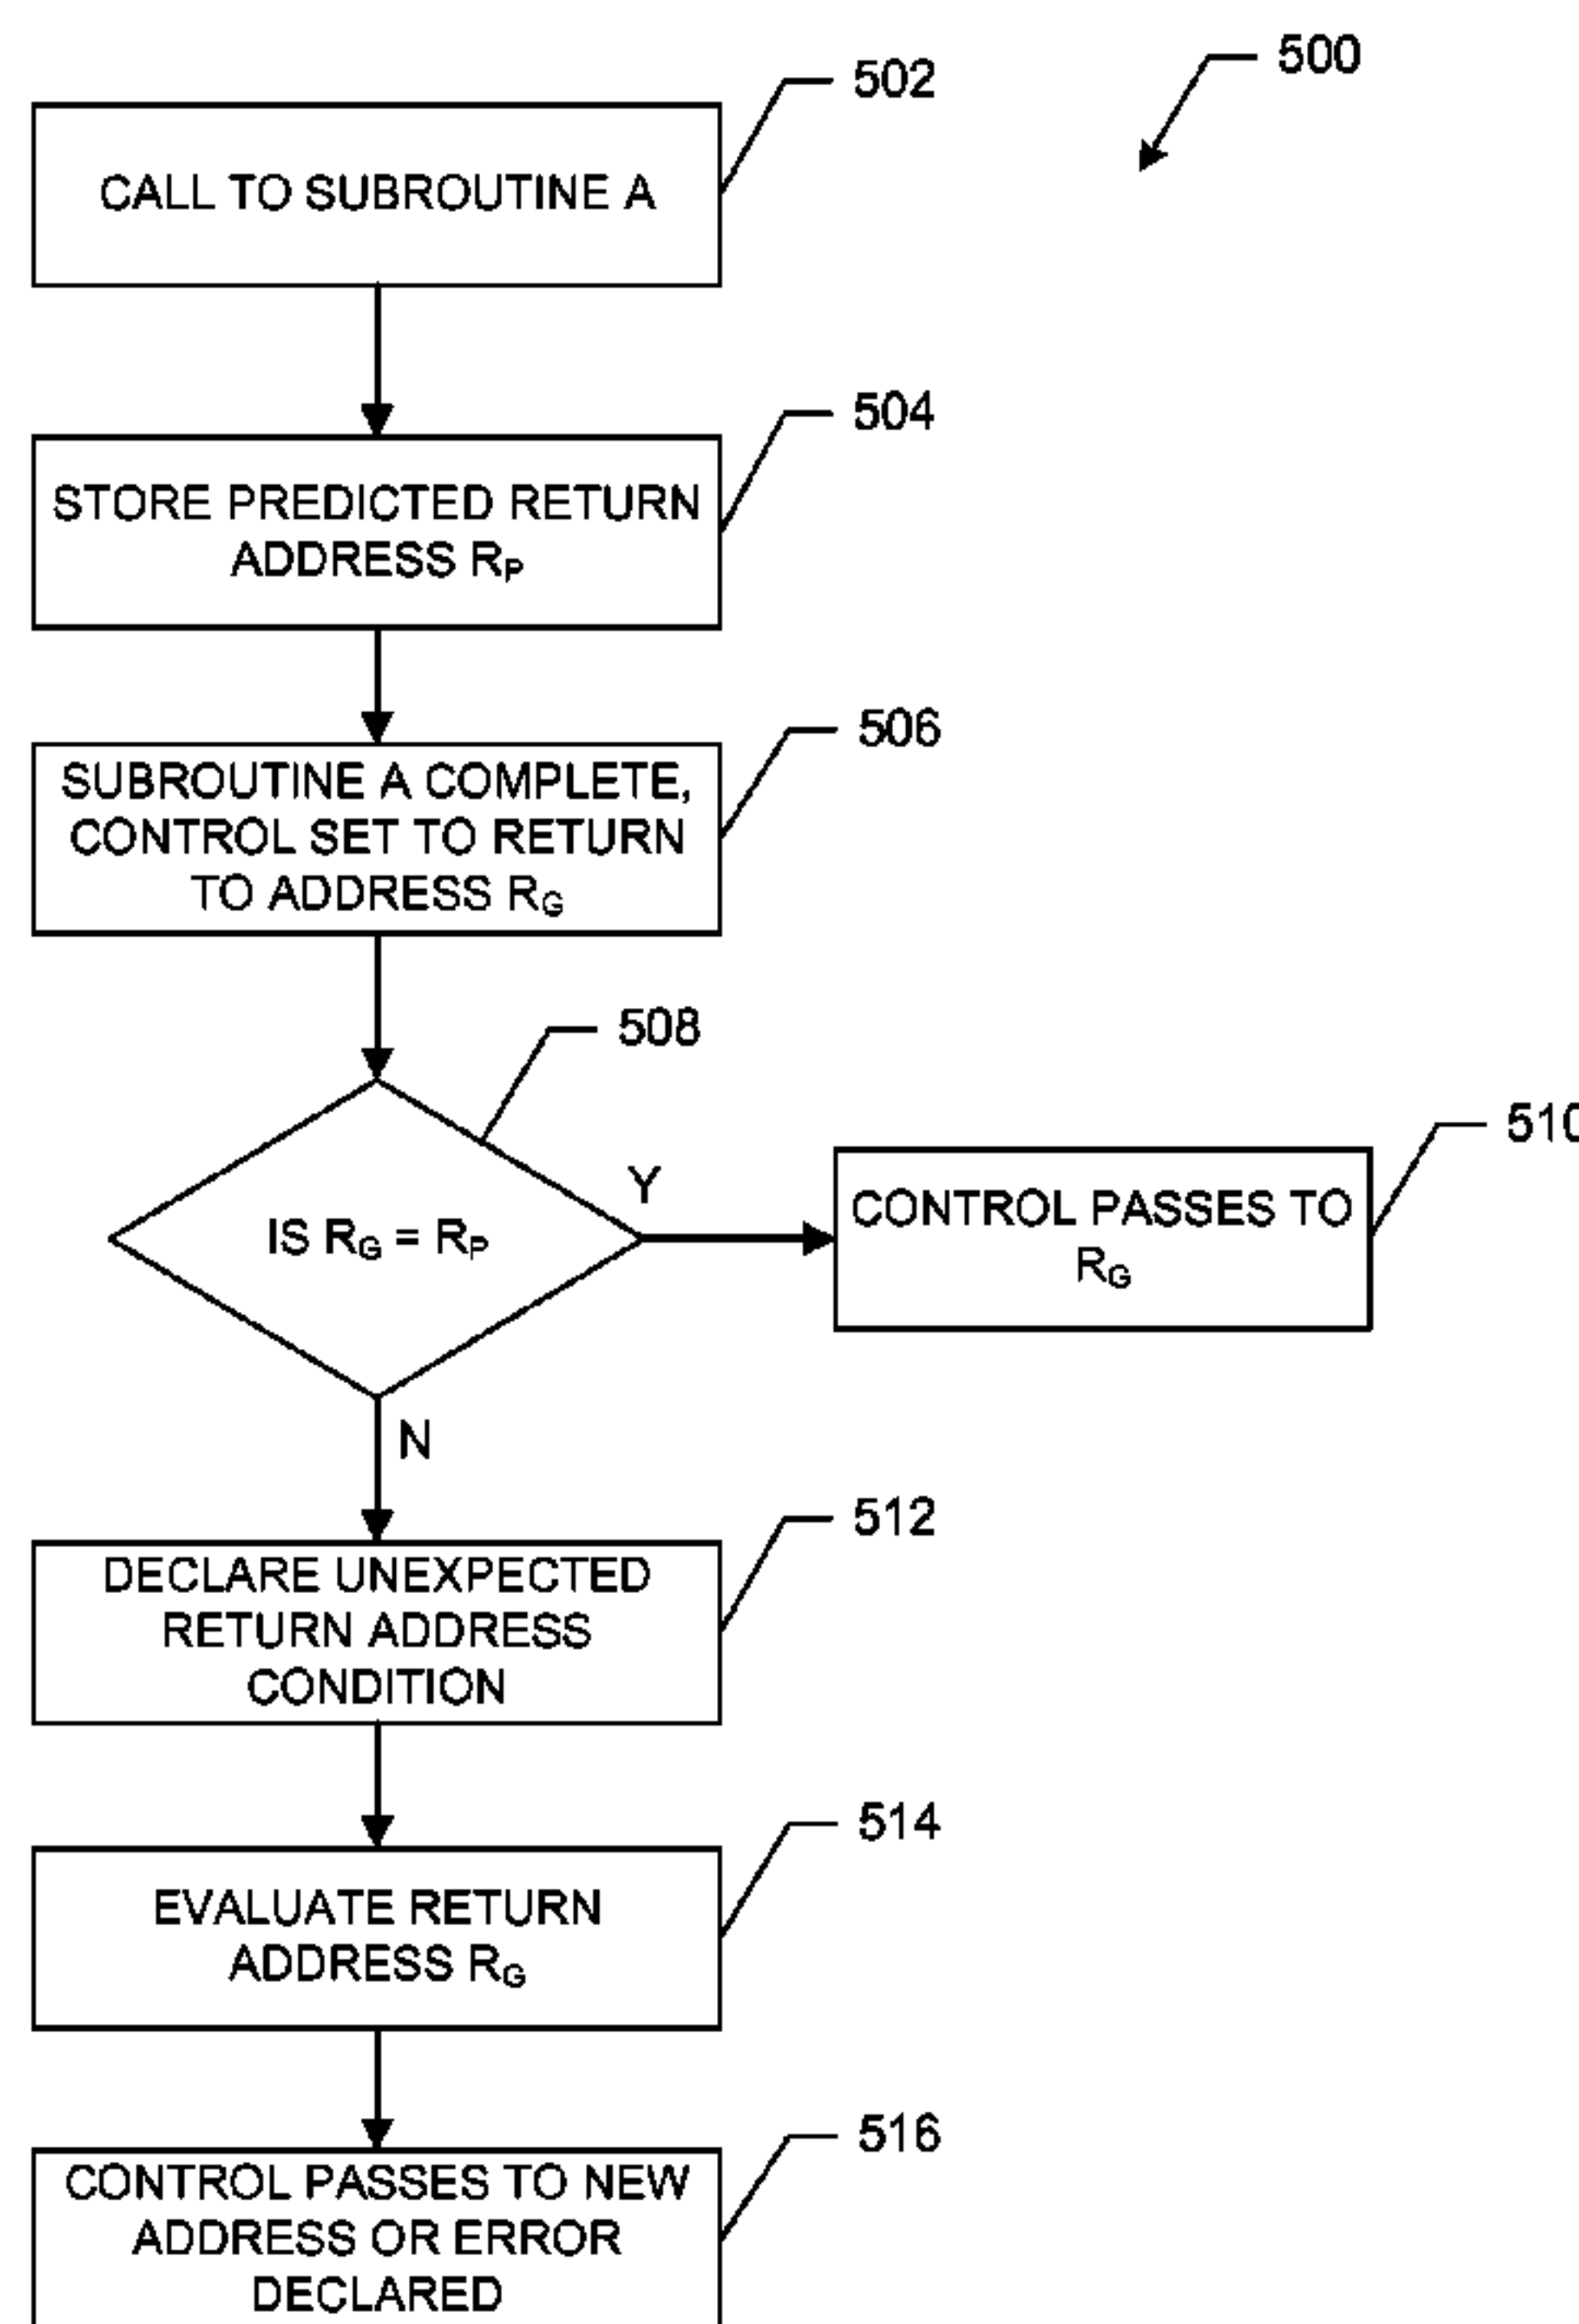 500
502
CALL TO SUBROUTINE A
504
STORE PREDICTED RETURN
ADDRESS RP
506
SUBROUTINE A COMPLETE,
CONTROL SET TO RETURN
TO ADDRESS RG
508
IS RG = RP
Y
510
CONTROL PASSES TO
RG
N
512
DECLARE UNEXPECTED
RETURN ADDRESS
CONDITION
514
EVALUATE RETURN
ADDRESS RG
516
CONTROL PASSES TO NEW
ADDRESS OR ERROR
DECLARED